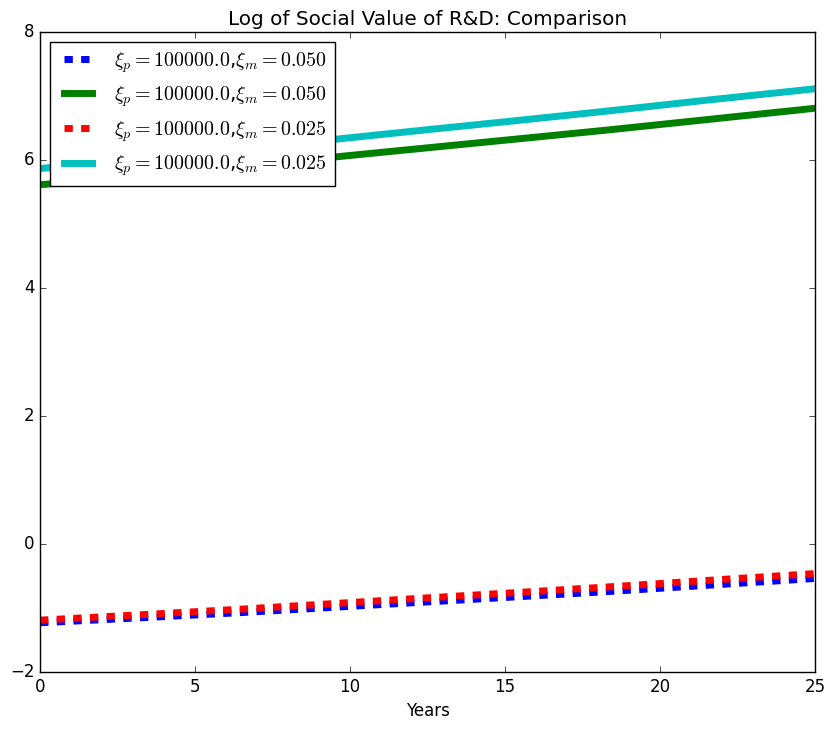 Log of Social Value of R&D: Comparison
8
ξₚ = 100000.0,ξₘ = 0.050
ξₚ = 100000.0,ξₘ = 0.050
ξₚ = 100000.0,ξₘ = 0.025
ξₚ = 100000.0,ξₘ = 0.025
6
4
2
0
−2
0 5 10 15 20 25
Years